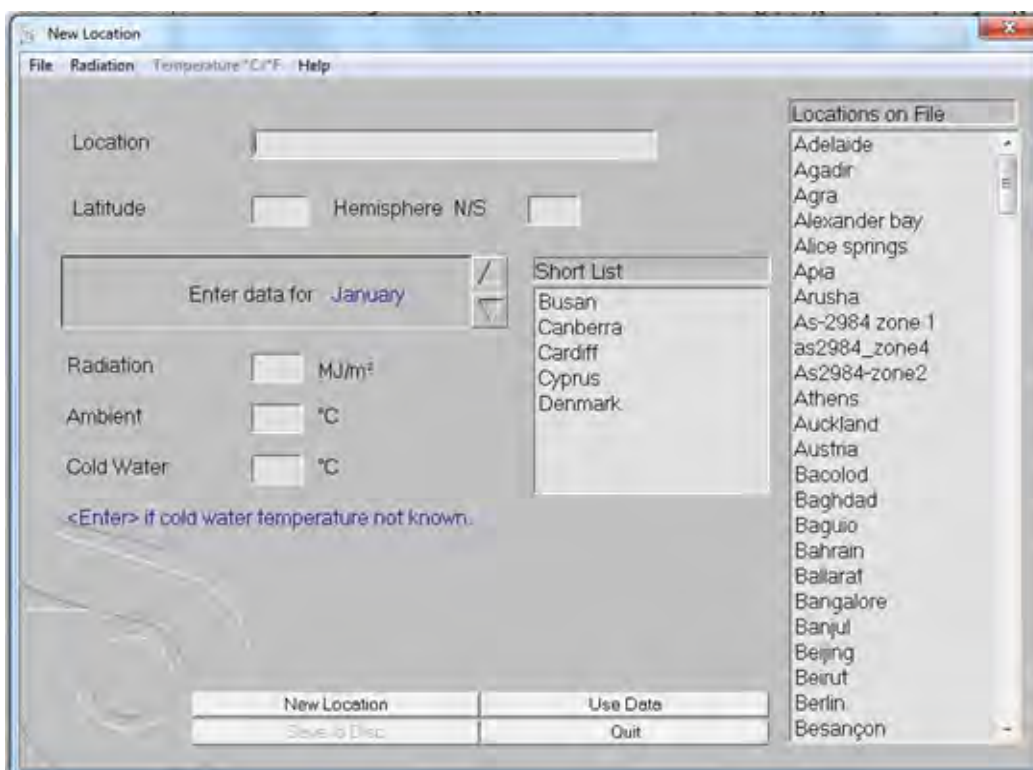 New Location
File Radiation Temperature °C/°F Help
Location
Latitude Hemisphere N/S
Enter data for January
Radiation MJ/m²
Ambient °C
Cold Water °C
<Enter> if cold water temperature not known.
Short List
Busan
Canberra
Cardiff
Cyprus
Denmark
Locations on File
Adelaide
Agadir
Agra
Alexander bay
Alice springs
Apia
Arusha
As-2984 zone 1
as2984_zone4
As2984-zone2
Athens
Auckland
Austria
Bacolod
Baghdad
Baguio
Bahrain
Ballarat
Bangalore
Banjul
Beijing
Beirut
Berlin
Besançon
New Location Use Data
Save to Disc Quit